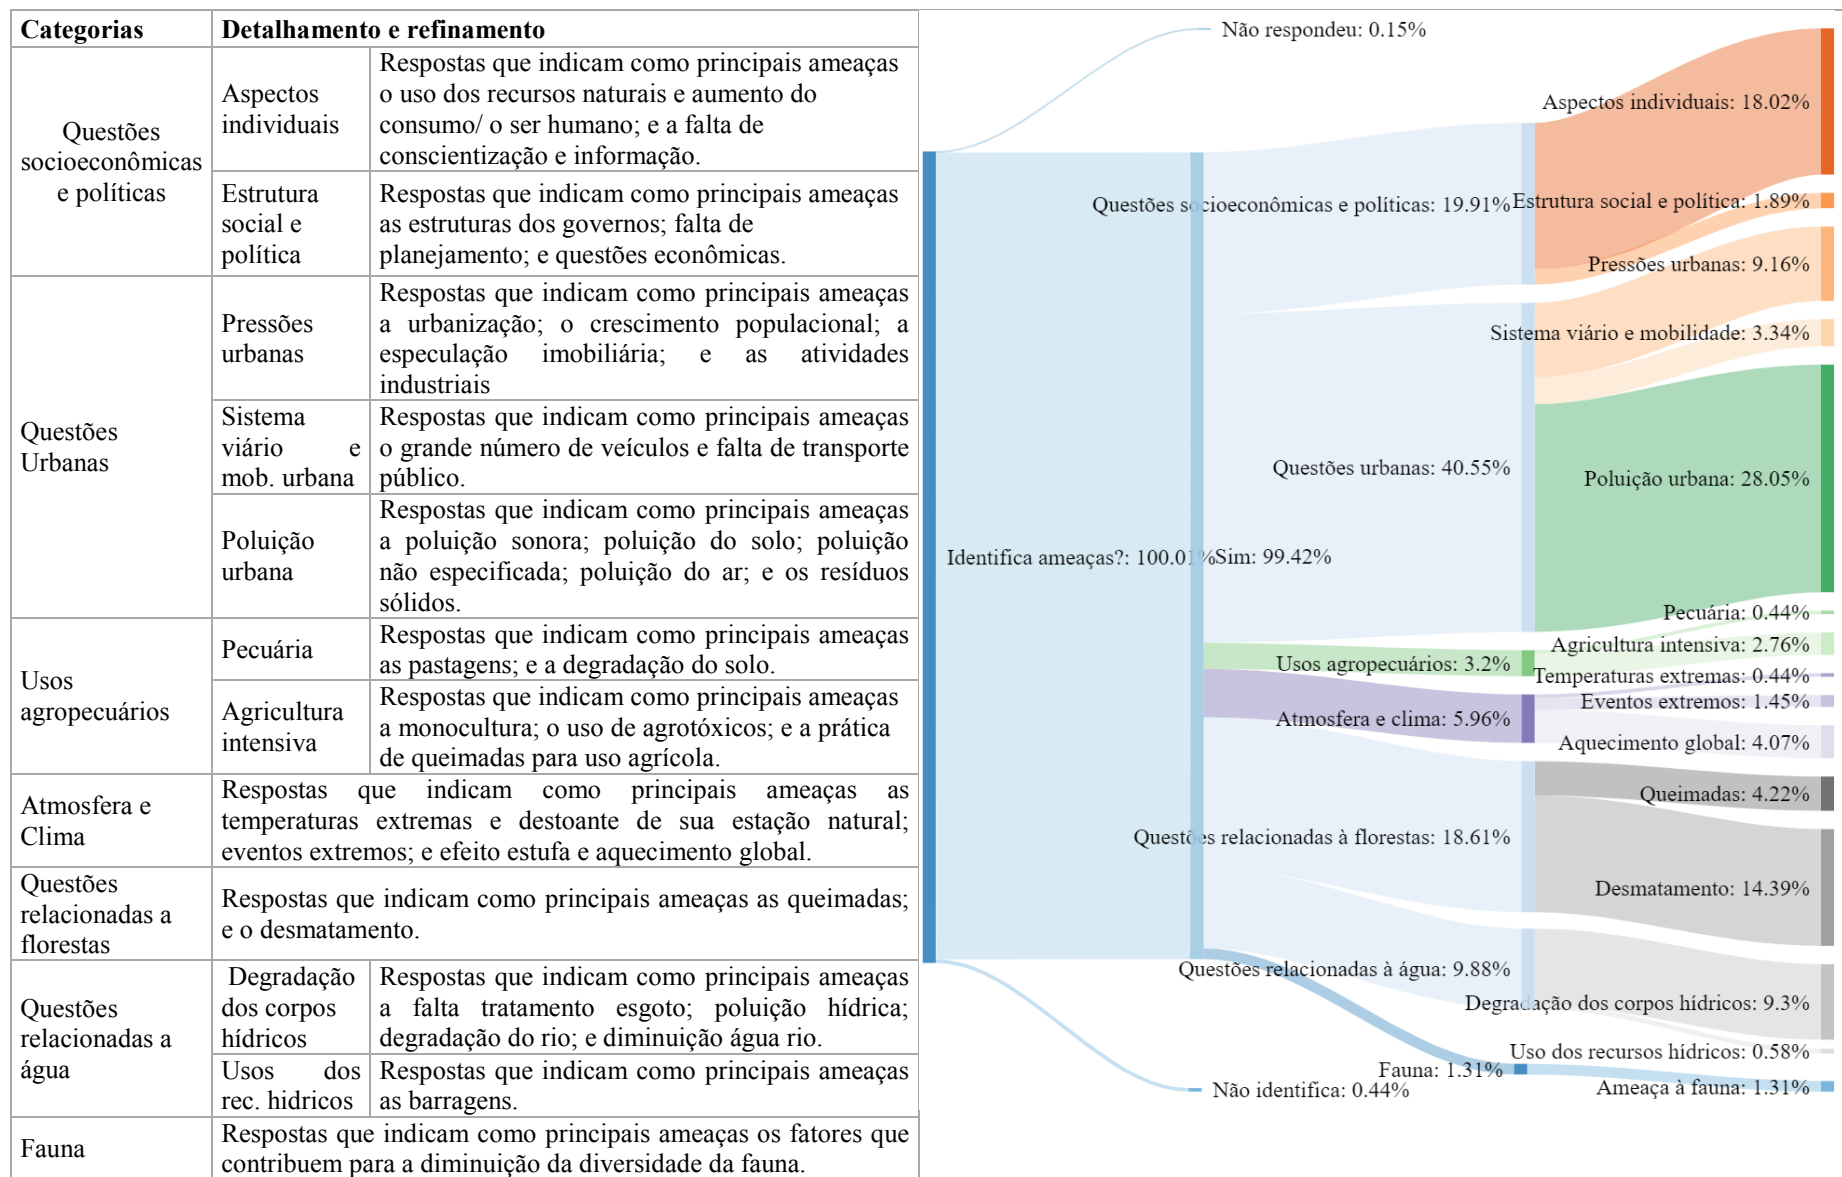 Categorias
Detalhamento e refinamento
Questões
socioeconômicas
e políticas
Aspectos
individuais
Respostas que indicam como principais ameaças
o uso dos recursos naturais e aumento do
consumo/ o ser humano; e a falta de
conscientização e informação.
Estrutura
social e
política
Respostas que indicam como principais ameaças
as estruturas dos governos; falta de
planejamento; e questões econômicas.
Questões
Urbanas
Pressões
urbanas
Respostas que indicam como principais ameaças
a urbanização; o crescimento populacional; a
especulação imobiliária; e as atividades
industriais
Sistema
viário e
mob. urbana
Respostas que indicam como principais ameaças
o grande número de veículos e falta de transporte
público.
Poluição
urbana
Respostas que indicam como principais ameaças
a poluição sonora; poluição do solo; poluição
não especificada; poluição do ar; e os resíduos
sólidos.
Usos
agropecuários
Pecuária
Respostas que indicam como principais ameaças
as pastagens; e a degradação do solo.
Agricultura
intensiva
Respostas que indicam como principais ameaças
a monocultura; o uso de agrotóxicos; e a prática
de queimadas para uso agrícola.
Atmosfera e
Clima
Respostas que indicam como principais ameaças as
temperaturas extremas e destoante de sua estação natural;
eventos extremos; e efeito estufa e aquecimento global.
Questões
relacionadas a
florestas
Respostas que indicam como principais ameaças as queimadas;
e o desmatamento.
Questões
relacionadas a
água
Degradação
dos corpos
hídricos
Respostas que indicam como principais ameaças
a falta tratamento esgoto; poluição hídrica;
degradação do rio; e diminuição água rio.
Usos dos
rec. hidricos
Respostas que indicam como principais ameaças
as barragens.
Fauna
Respostas que indicam como principais ameaças os fatores que
contribuem para a diminuição da diversidade da fauna.
Identifica ameaças?: 100.01%
Não respondeu: 0.15%
Sim: 99.42%
Não identifica: 0.44%
Questões socioeconômicas e políticas: 19.91%
Questões urbanas: 40.55%
Usos agropecuários: 3.2%
Atmosfera e clima: 5.96%
Questões relacionadas à florestas: 18.61%
Questões relacionadas à água: 9.88%
Fauna: 1.31%
Aspectos individuais: 18.02%
Estrutura social e política: 1.89%
Pressões urbanas: 9.16%
Sistema viário e mobilidade: 3.34%
Poluição urbana: 28.05%
Pecuária: 0.44%
Agricultura intensiva: 2.76%
Temperaturas extremas: 0.44%
Eventos extremos: 1.45%
Aquecimento global: 4.07%
Queimadas: 4.22%
Desmatamento: 14.39%
Degradação dos corpos hídricos: 9.3%
Uso dos recursos hídricos: 0.58%
Ameaça à fauna: 1.31%